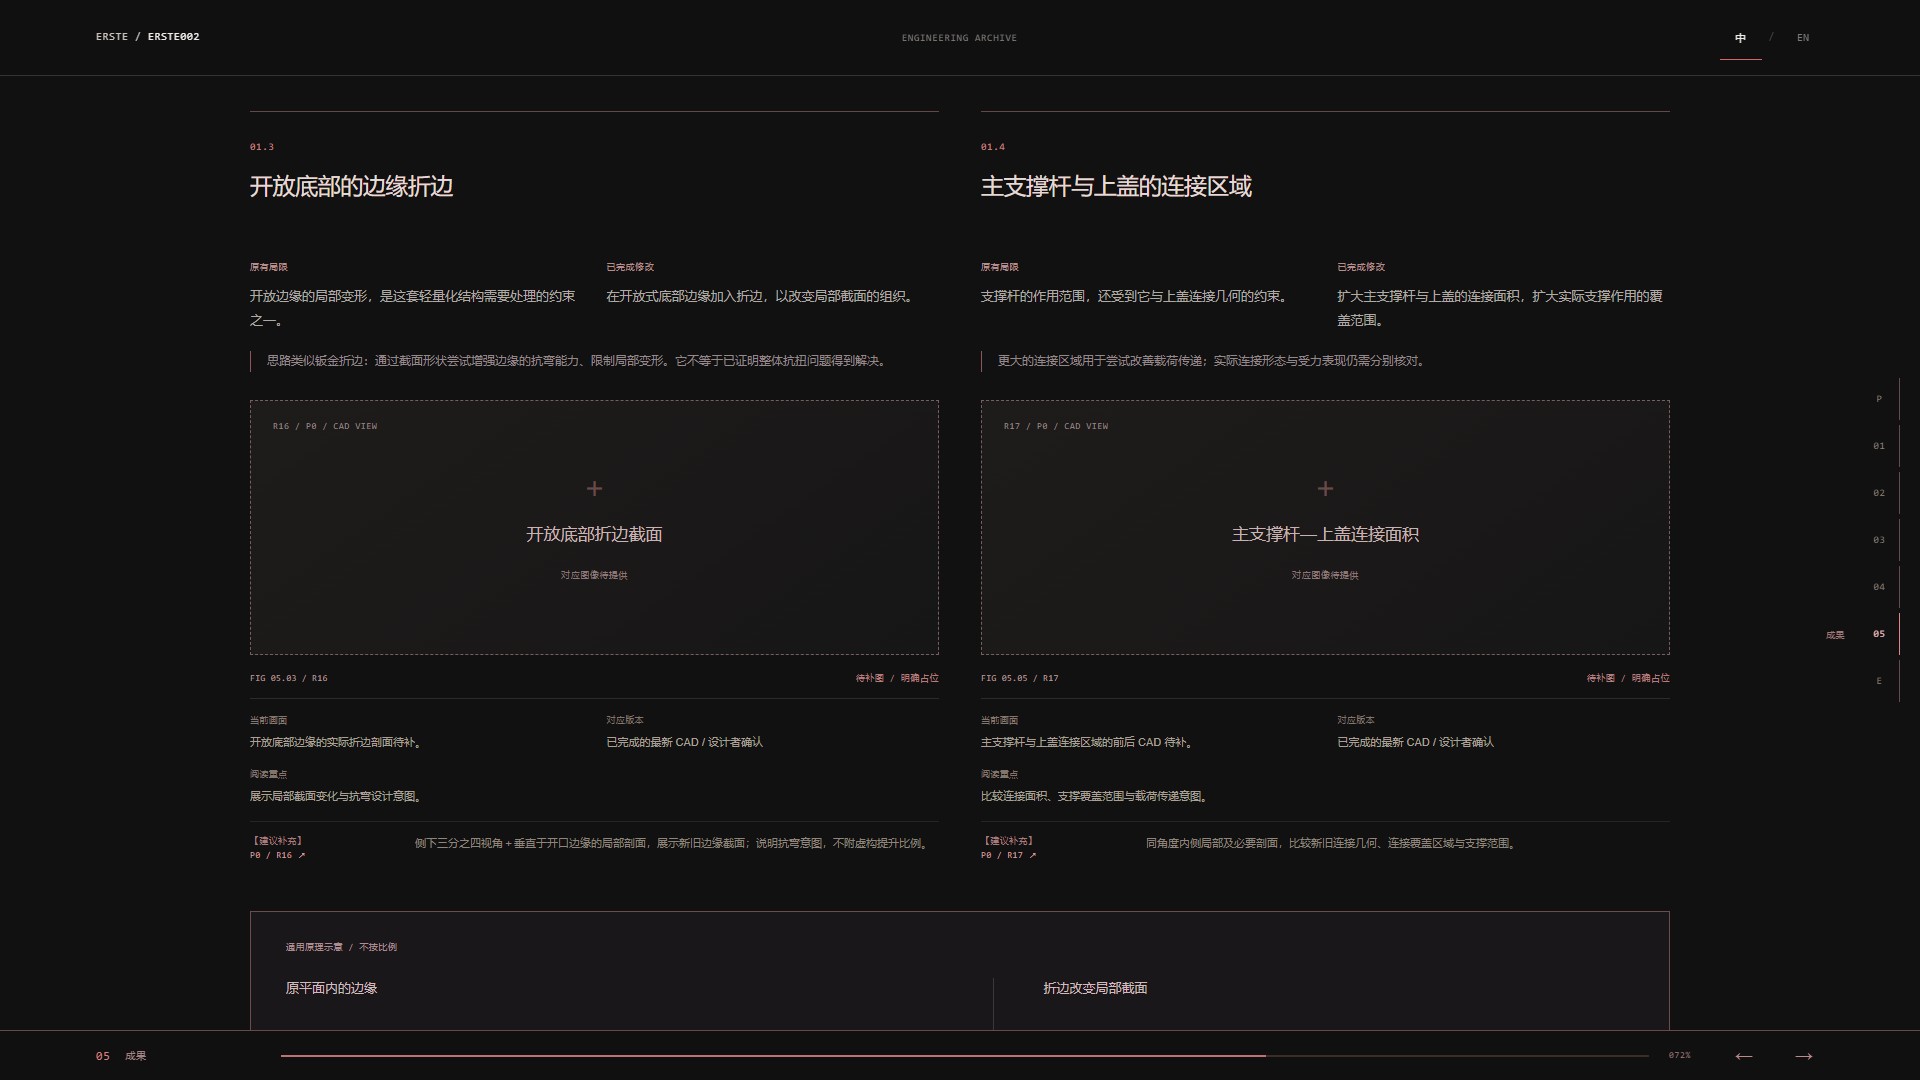 ERSTE / ERSTE002
ENGINEERING ARCHIVE
中 / EN
01.3
开放底部的边缘折边
原有局限
开放边缘的局部变形，是这套轻量化结构需要处理的约束
之一。
已完成修改
在开放式底部边缘加入折边，以改变局部截面的组织。
思路类似钣金折边：通过截面形状尝试增强边缘的抗弯能力、限制局部变形。它不等于已证明整体抗扭问题得到解决。
R16 / P0 / CAD VIEW
+
开放底部折边截面
对应图像待提供
FIG 05.03 / R16
待补图 / 明确占位
当前画面
开放底部边缘的实际折边剖面待补。
对应版本
已完成的最新 CAD / 设计者确认
阅读重点
展示局部截面变化与抗弯设计意图。
【建议补充】
P0 / R16 ↗
侧下三分之四视角 + 垂直于开口边缘的局部剖面，展示新旧边缘截面；说明抗弯意图，不附虚构提升比例。
01.4
主支撑杆与上盖的连接区域
原有局限
支撑杆的作用范围，还受到它与上盖连接几何的约束。
已完成修改
扩大主支撑杆与上盖的连接面积，扩大实际支撑作用的覆
盖范围。
更大的连接区域用于尝试改善载荷传递；实际连接形态与受力表现仍需分别核对。
R17 / P0 / CAD VIEW
+
主支撑杆—上盖连接面积
对应图像待提供
FIG 05.05 / R17
待补图 / 明确占位
当前画面
主支撑杆与上盖连接区域的前后 CAD 待补。
对应版本
已完成的最新 CAD / 设计者确认
阅读重点
比较连接面积、支撑覆盖范围与载荷传递意图。
【建议补充】
P0 / R17 ↗
同角度内侧局部及必要剖面，比较新旧连接几何、连接覆盖区域与支撑范围。
通用原理示意 / 不按比例
原平面内的边缘
折边改变局部截面
P
01
02
03
04
成果 05
E
05 成果
072%
← →